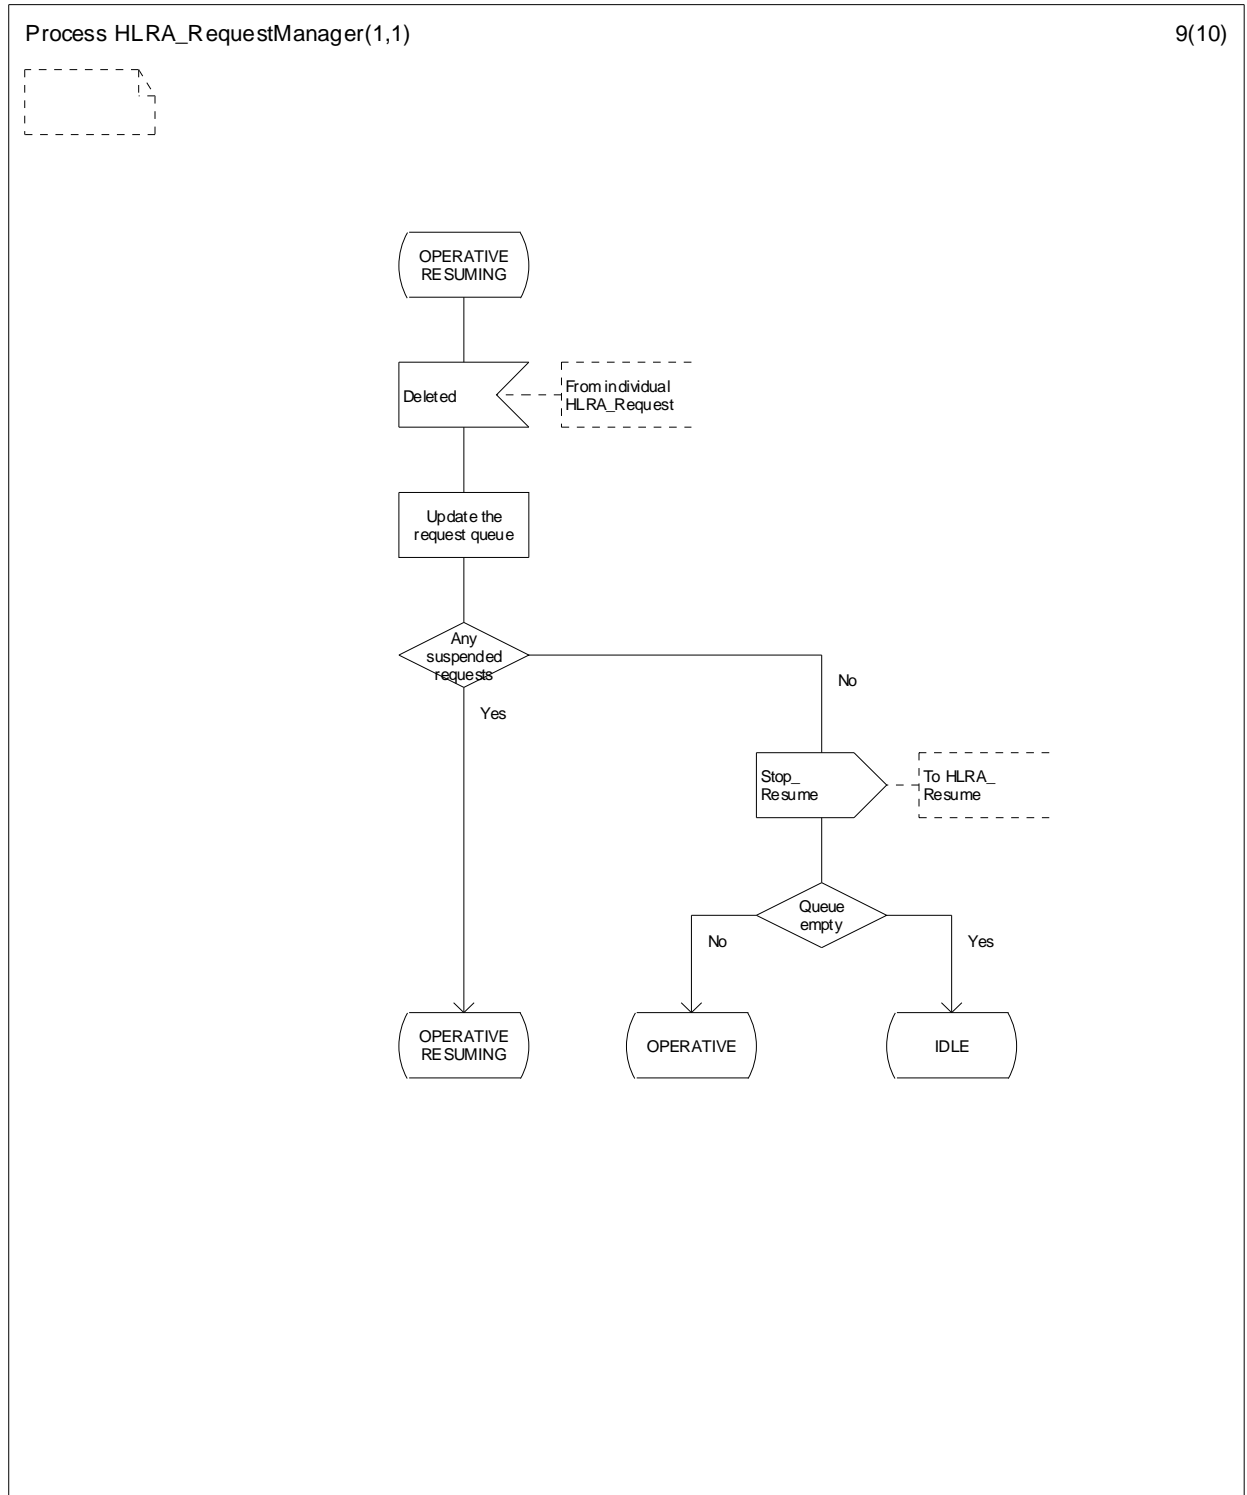 Process HLRA_RequestManager(1,1)
9(10)
OPERATIVE
RESUMING
Deleted
From individual
HLRA_Request
Update the
request queue
Any
suspended
requests
No
Yes
Stop_
Resume
To HLRA_
Resume
Queue
empty
No
Yes
OPERATIVE
RESUMING
OPERATIVE
IDLE